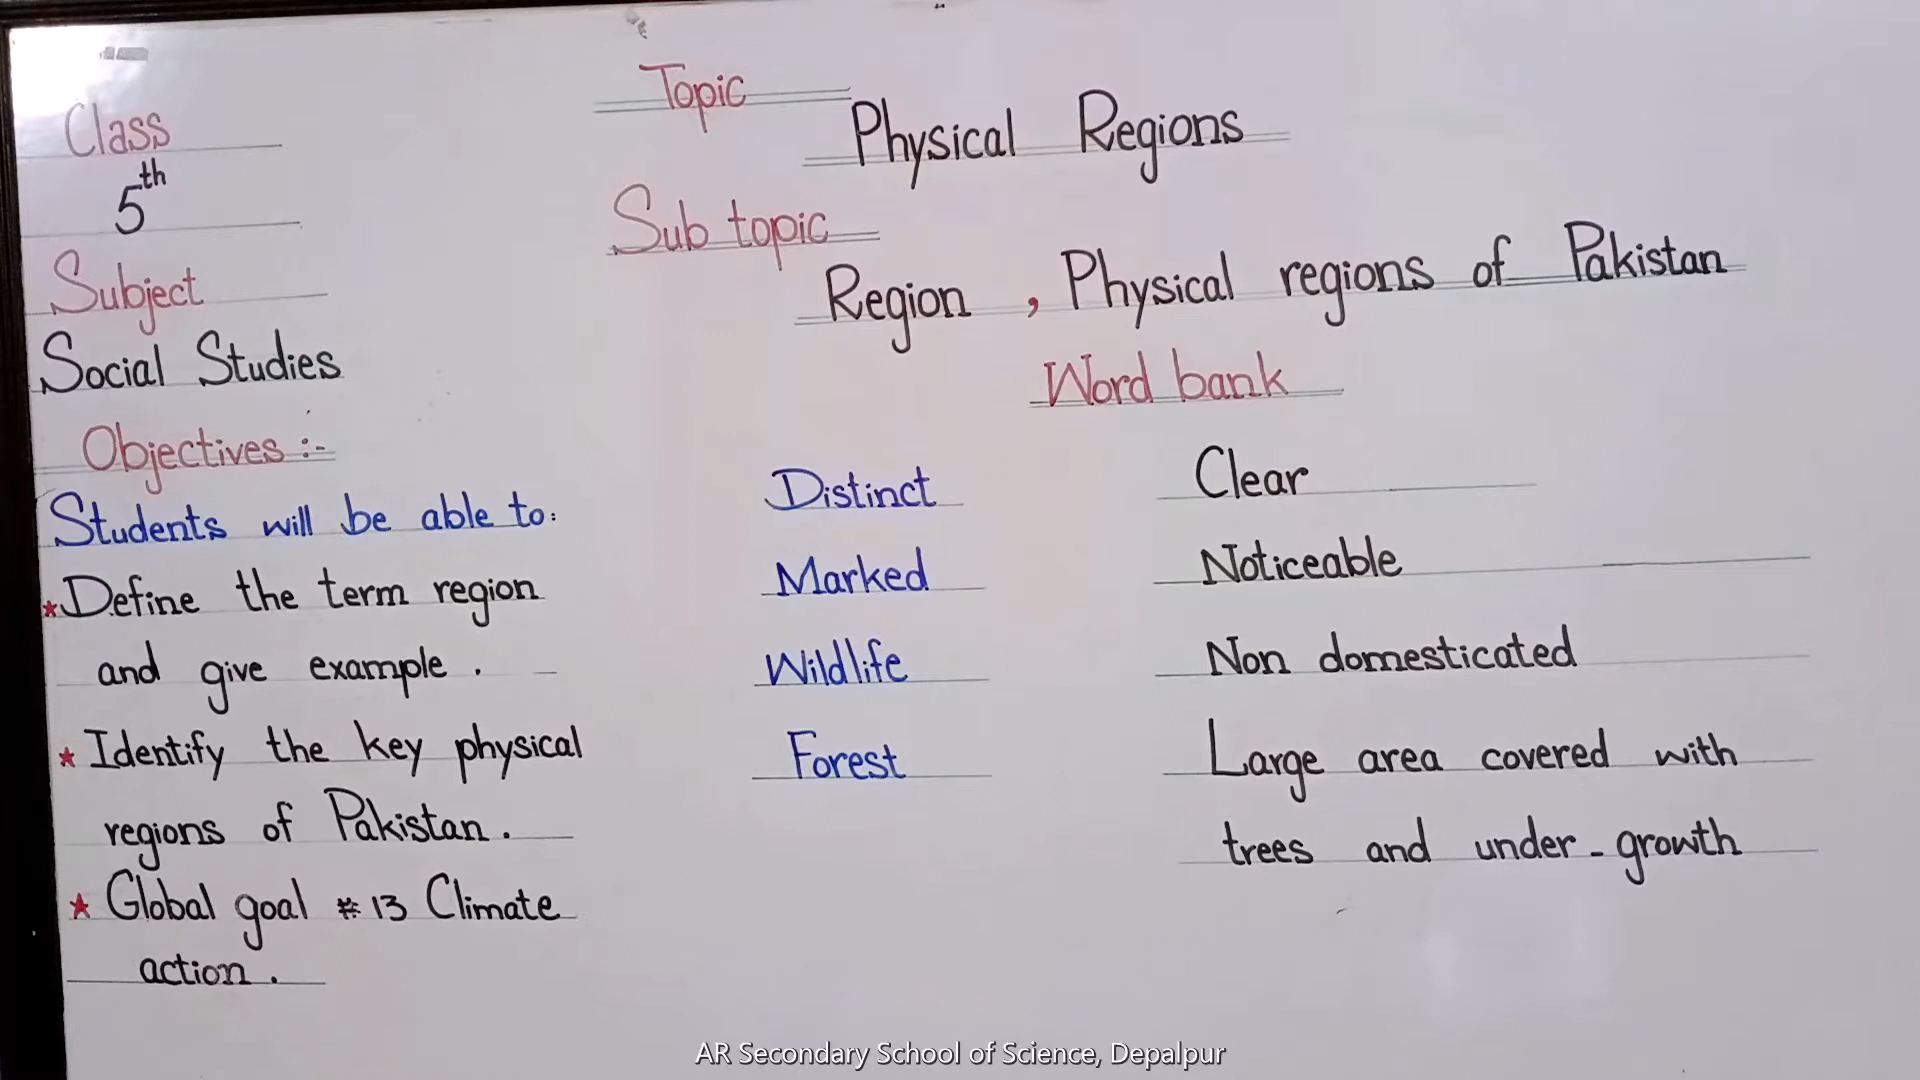 Class
5th
Subject
Social Studies
Objectives :-
Students will be able to:
* Define the term region
and give example .
* Identify the key physical
regions of Pakistan.
* Global goal # 13 Climate
action .
Topic
Physical Regions
Sub topic
Region , Physical regions of Pakistan
Word bank
Distinct Clear
Marked Noticeable
Wildlife Non domesticated
Forest Large area covered with
trees and under-growth
AR Secondary School of Science, Depalpur